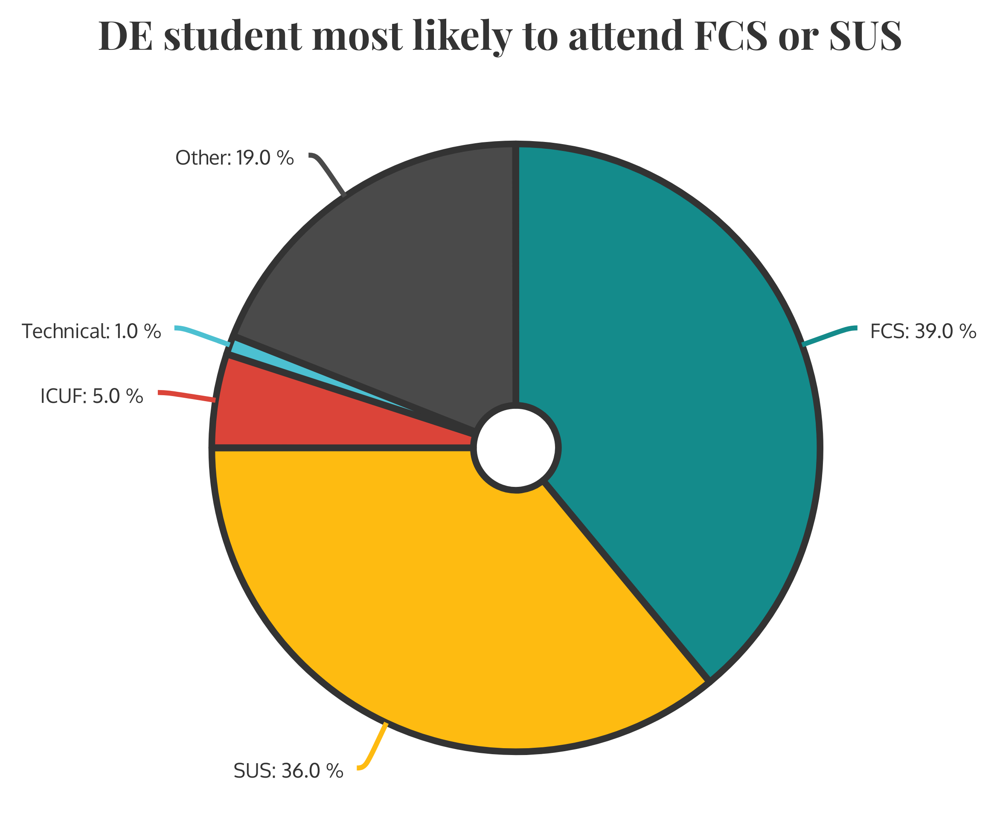 DE student most likely to attend FCS or SUS
Other: 19.0 %
Technical: 1.0 %
FCS: 39.0 %
ICUF: 5.0 %
SUS: 36.0 %